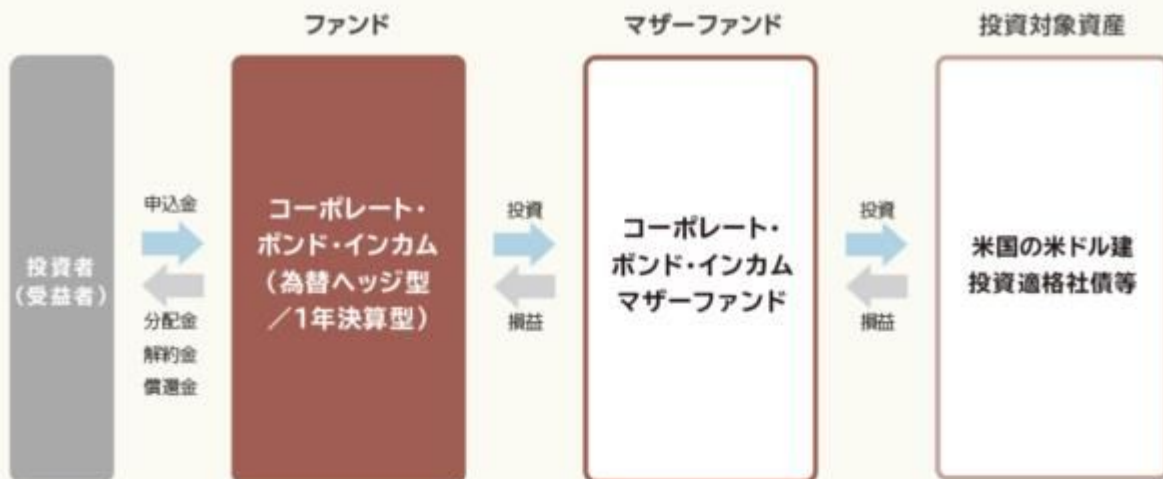 ファンド
マザーファンド
投資対象資産
投資者
(受益者)
申込金
分配金
解約金
償還金
コーポレート・
ボンド・インカム
(為替ヘッジ型
/1年決算型)
投資
損益
コーポレート・
ボンド・インカム
マザーファンド
投資
損益
米国の米ドル建
投資適格社債等